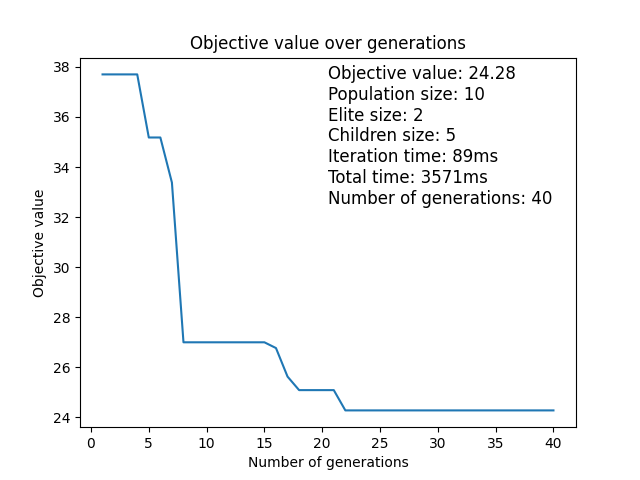 Objective value over generations
Objective value: 24.28
Population size: 10
Elite size: 2
Children size: 5
Iteration time: 89ms
Total time: 3571ms
Number of generations: 40
Objective value
38
36
34
32
30
28
26
24
0 5 10 15 20 25 30 35 40
Number of generations